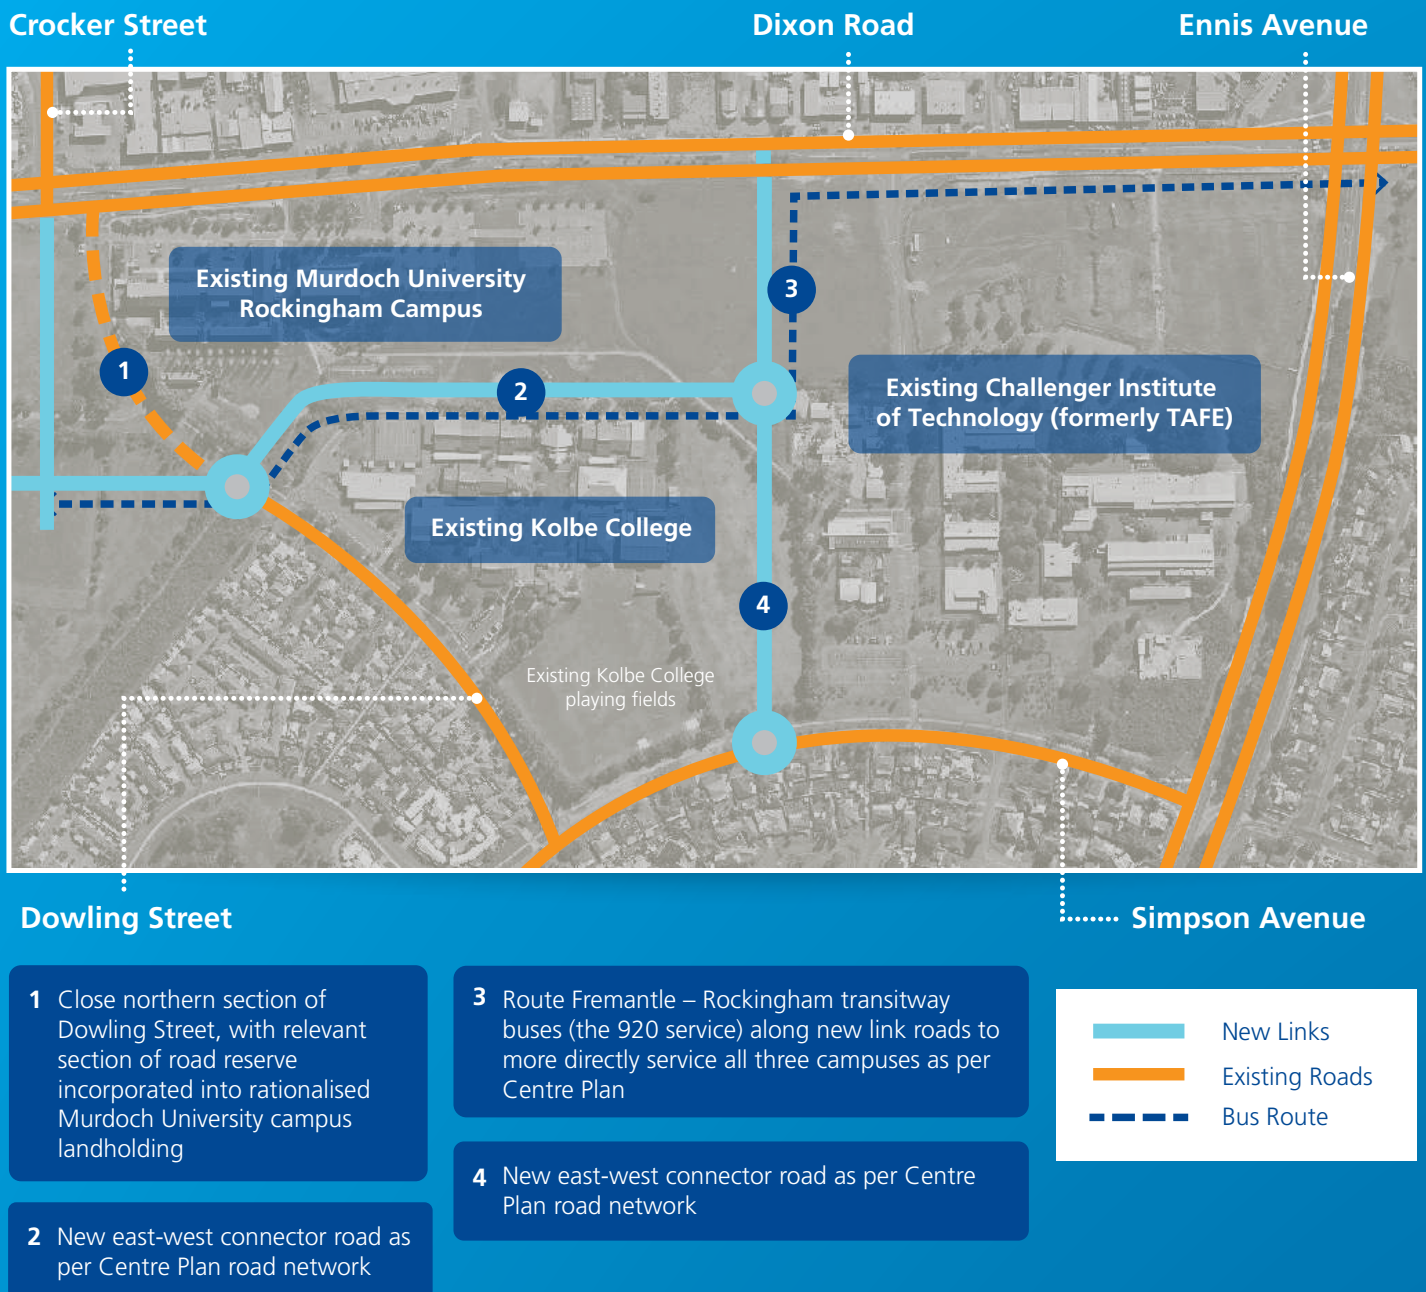 Crocker Street
Dixon Road
Ennis Avenue
Existing Murdoch University
Rockingham Campus
3
1
2
Existing Challenger Institute
of Technology (formerly TAFE)
Existing Kolbe College
4
Existing Kolbe College
playing fields
Dowling Street
Simpson Avenue
1 Close northern section of
Dowling Street, with relevant
section of road reserve
incorporated into rationalised
Murdoch University campus
landholding
2 New east-west connector road as
per Centre Plan road network
3 Route Fremantle – Rockingham transitway
buses (the 920 service) along new link roads to
more directly service all three campuses as per
Centre Plan
4 New east-west connector road as per Centre
Plan road network
New Links
Existing Roads
Bus Route